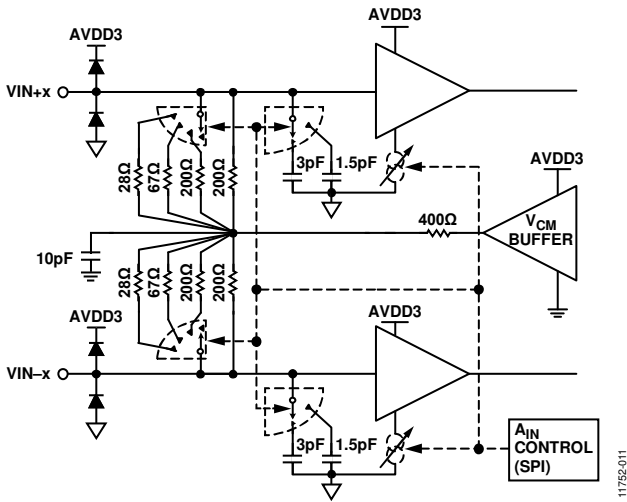 AVDD3
AVDD3
VIN+x
3pF
1.5pF
28Ω
67Ω
200Ω
200Ω
AVDD3
400Ω
VCM
BUFFER
10pF
28Ω
67Ω
200Ω
200Ω
AVDD3
AVDD3
VIN–x
3pF
1.5pF
AIN
CONTROL
(SPI)
11752-011